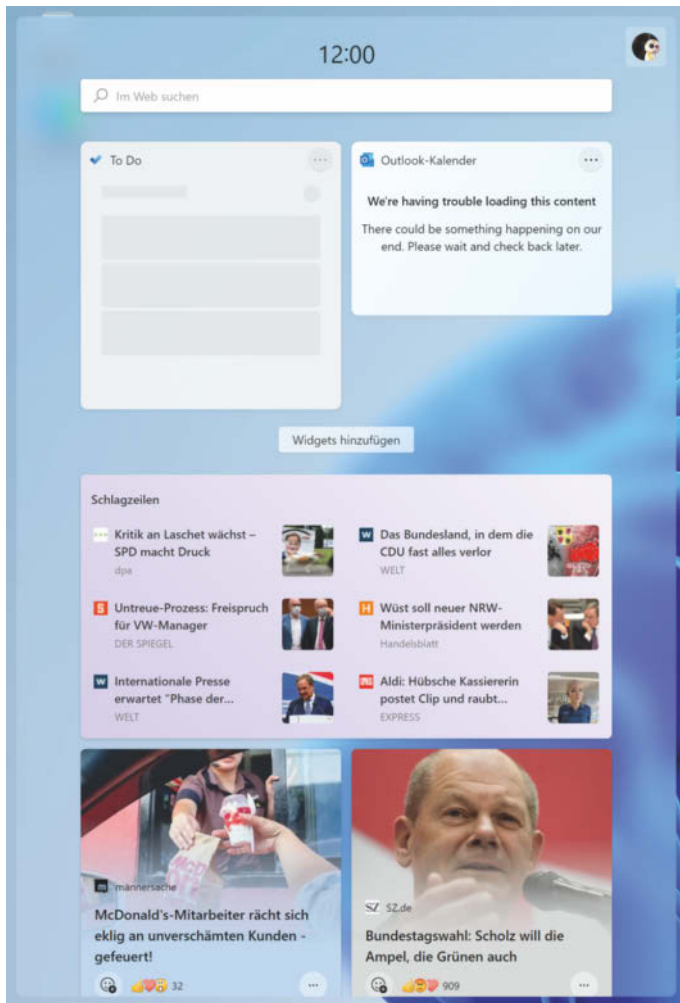 12:00
Im Web suchen
To Do
Outlook-Kalender
We're having trouble loading this content
There could be something happening on our
end. Please wait and check back later.
Widgets hinzufügen
Schlagzeilen
Kritik an Laschet wächst –
SPD macht Druck
dpa
Das Bundesland, in dem die
CDU fast alles verlor
WELT
Untreue-Prozess: Freispruch
für VW-Manager
DER SPIEGEL
Wüst soll neuer NRW-
Ministerpräsident werden
Handelsblatt
Internationale Presse
erwartet "Phase der...
WELT
Aldi: Hübsche Kassiererin
postet Clip und raubt...
EXPRESS
männersache
McDonald's-Mitarbeiter rächt sich
eklig an unverschämten Kunden -
gefeuert!
32
SZ SZ.de
Bundestagswahl: Scholz will die
Ampel, die Grünen auch
909